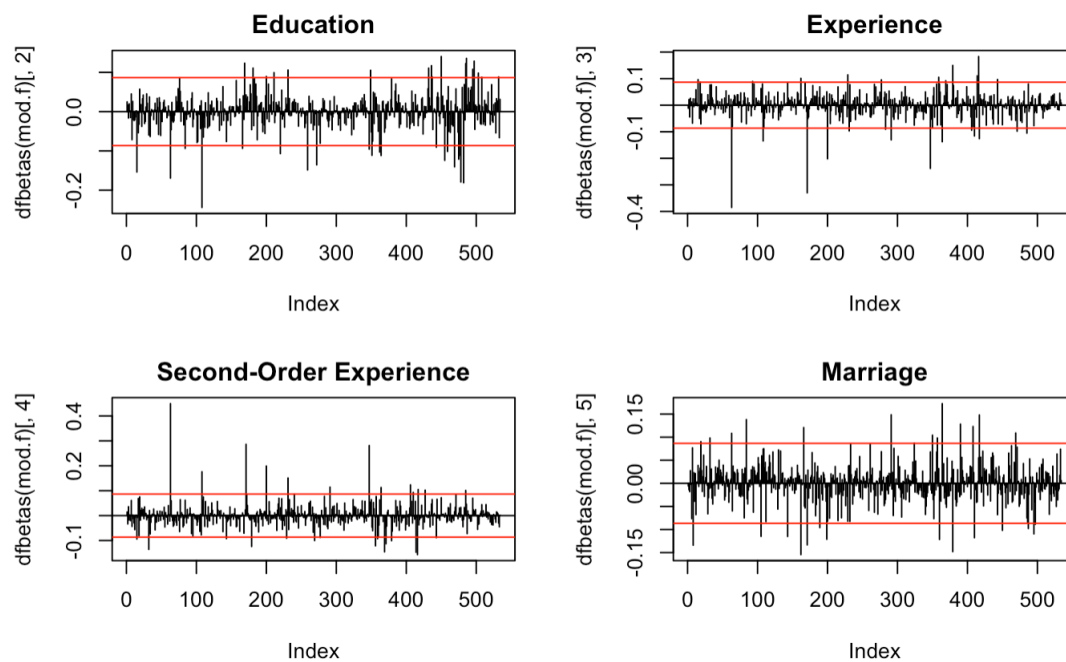 Education
dfbetas(mod.f)[, 2]
0.0
-0.2
0 100 200 300 400 500
Index
Experience
dfbetas(mod.f)[, 3]
0.1
-0.1
-0.4
0 100 200 300 400 500
Index
Second-Order Experience
dfbetas(mod.f)[, 4]
0.4
0.2
-0.1
0 100 200 300 400 500
Index
Marriage
dfbetas(mod.f)[, 5]
0.15
0.00
-0.15
0 100 200 300 400 500
Index